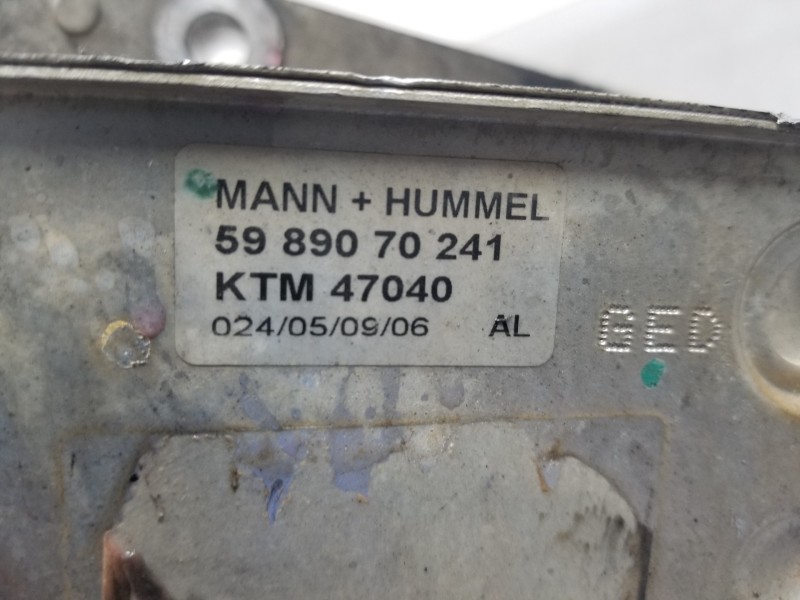 MANN + HUMMEL
59 890 70 241
KTM 47040
024/05/09/06 AL
GED